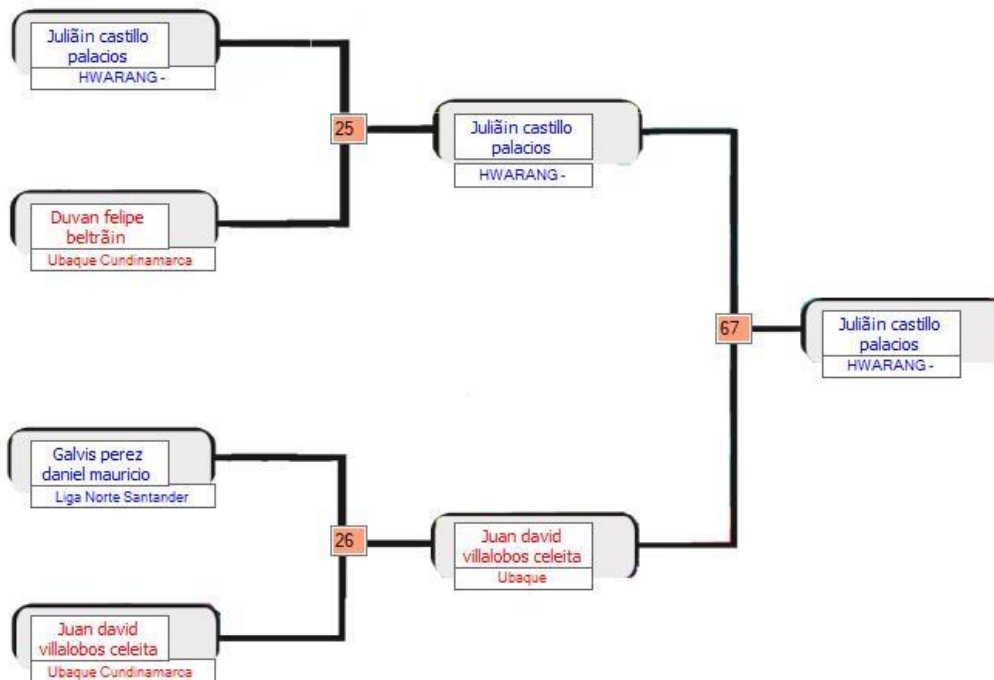 Juliãin castillo
palacios
HWARANG -
25
Duvan felipe
beltrãin
Ubaque Cundinamarca
Juliãin castillo
palacios
HWARANG -
67
Juliãin castillo
palacios
HWARANG -
Galvis perez
daniel mauricio
Liga Norte Santander
26
Juan david
villalobos celeita
Ubaque Cundinamarca
Juan david
villalobos celeita
Ubaque